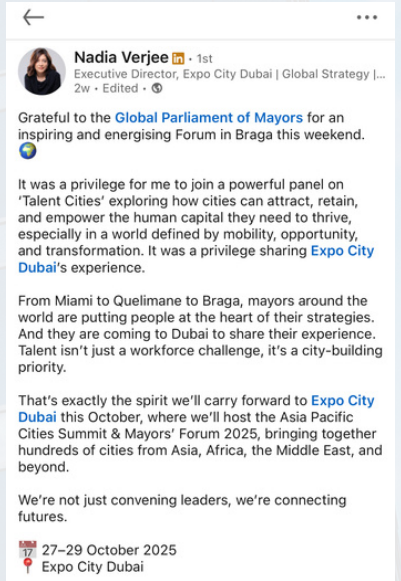 Nadia Verjee in • 1st
Executive Director, Expo City Dubai | Global Strategy |...
2w • Edited •
Grateful to the Global Parliament of Mayors for an
inspiring and energising Forum in Braga this weekend.
🌍
It was a privilege for me to join a powerful panel on
‘Talent Cities’ exploring how cities can attract, retain,
and empower the human capital they need to thrive,
especially in a world defined by mobility, opportunity,
and transformation. It was a privilege sharing Expo City
Dubai’s experience.
From Miami to Quelimane to Braga, mayors around the
world are putting people at the heart of their strategies.
And they are coming to Dubai to share their experience.
Talent isn’t just a workforce challenge, it’s a city-building
priority.
That’s exactly the spirit we’ll carry forward to Expo City
Dubai this October, where we’ll host the Asia Pacific
Cities Summit & Mayors’ Forum 2025, bringing together
hundreds of cities from Asia, Africa, the Middle East, and
beyond.
We’re not just convening leaders, we’re connecting
futures.
📅 27–29 October 2025
📍 Expo City Dubai